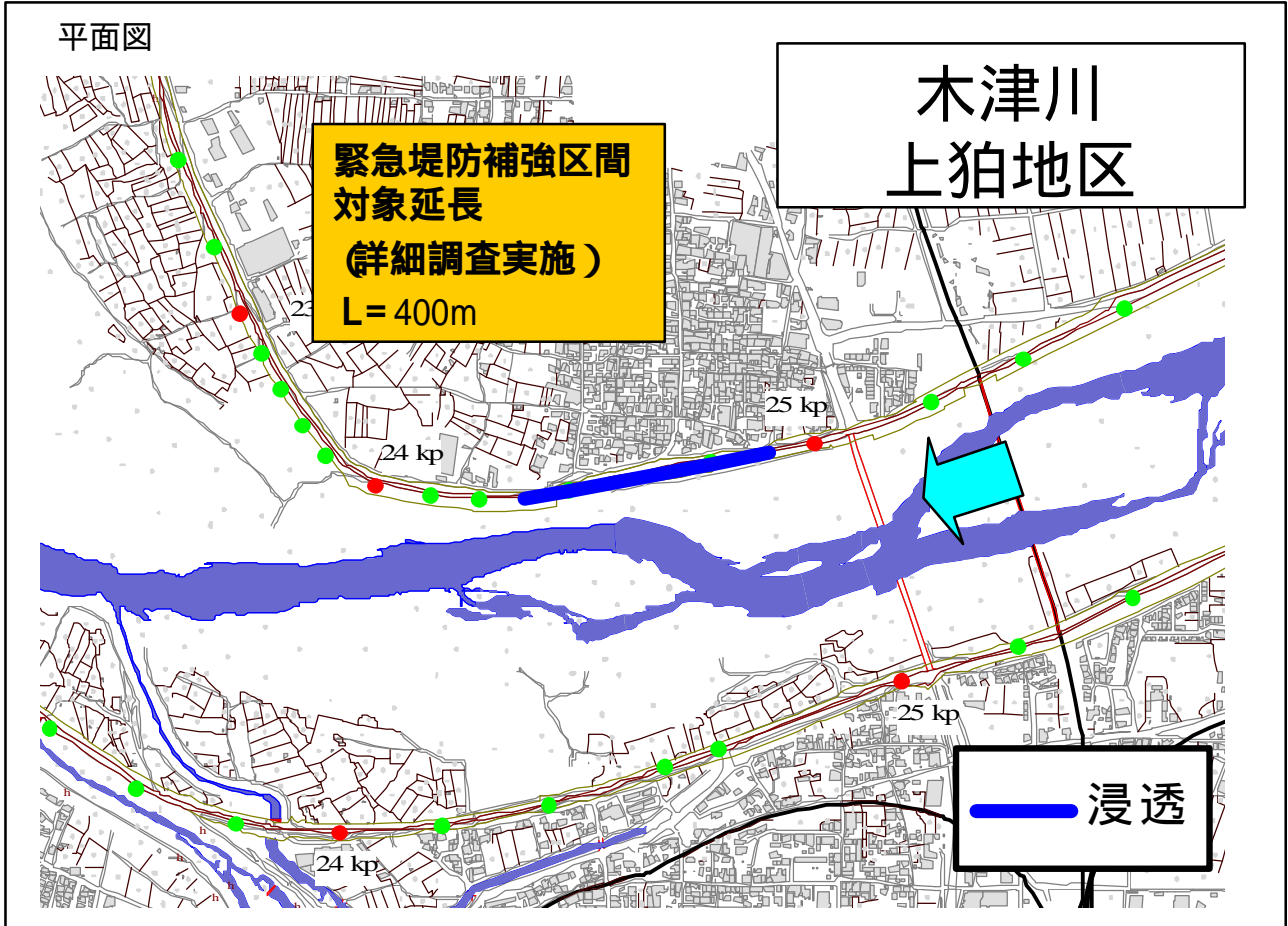 平面図
木津川
上狛地区
緊急堤防補強区間
対象延長
(詳細調査実施)
L= 400m
23
25 kp
24 kp
25 kp
浸透
24 kp
h
h
h
h
h
h